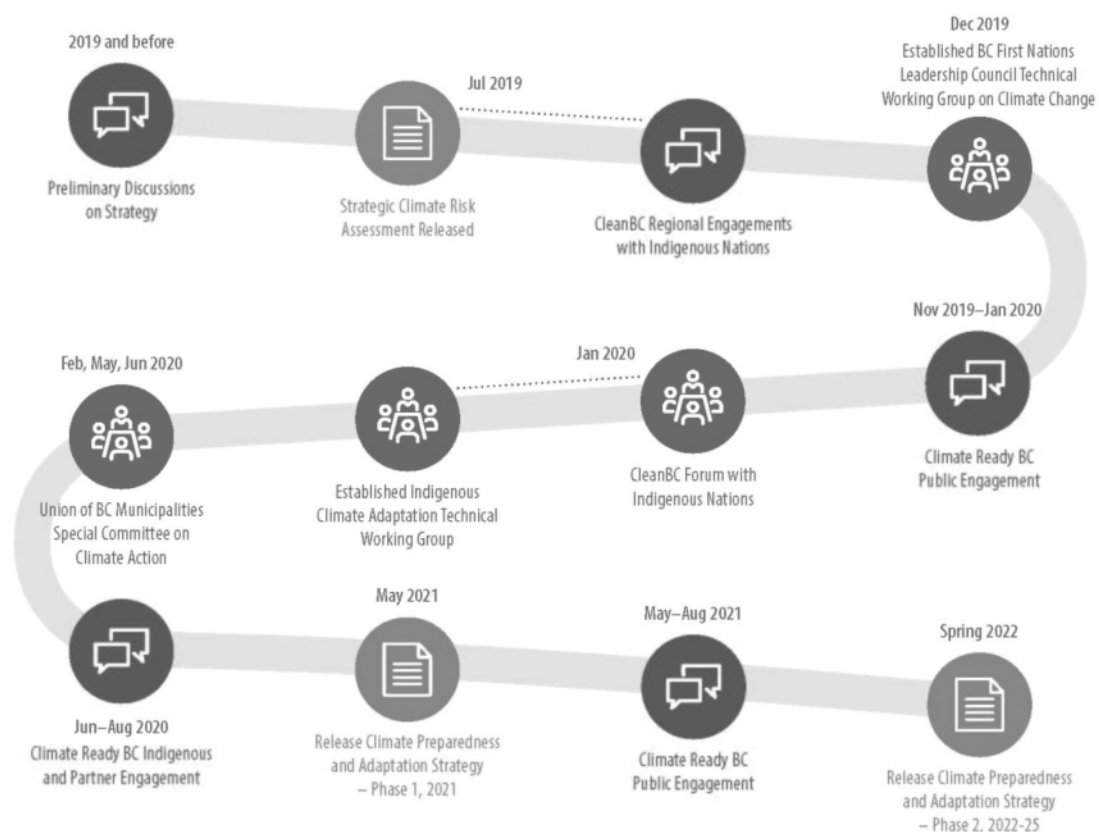 2019 and before
Preliminary Discussions
on Strategy
Jul 2019
Strategic Climate Risk
Assessment Released
CleanBC Regional Engagements
with Indigenous Nations
Dec 2019
Established BC First Nations
Leadership Council Technical
Working Group on Climate Change
Nov 2019–Jan 2020
Climate Ready BC
Public Engagement
Jan 2020
CleanBC Forum with
Indigenous Nations
Established Indigenous
Climate Adaptation Technical
Working Group
Feb, May, Jun 2020
Union of BC Municipalities
Special Committee on
Climate Action
Jun–Aug 2020
Climate Ready BC Indigenous
and Partner Engagement
May 2021
Release Climate Preparedness
and Adaptation Strategy
– Phase 1, 2021
May–Aug 2021
Climate Ready BC
Public Engagement
Spring 2022
Release Climate Preparedness
and Adaptation Strategy
– Phase 2, 2022-25